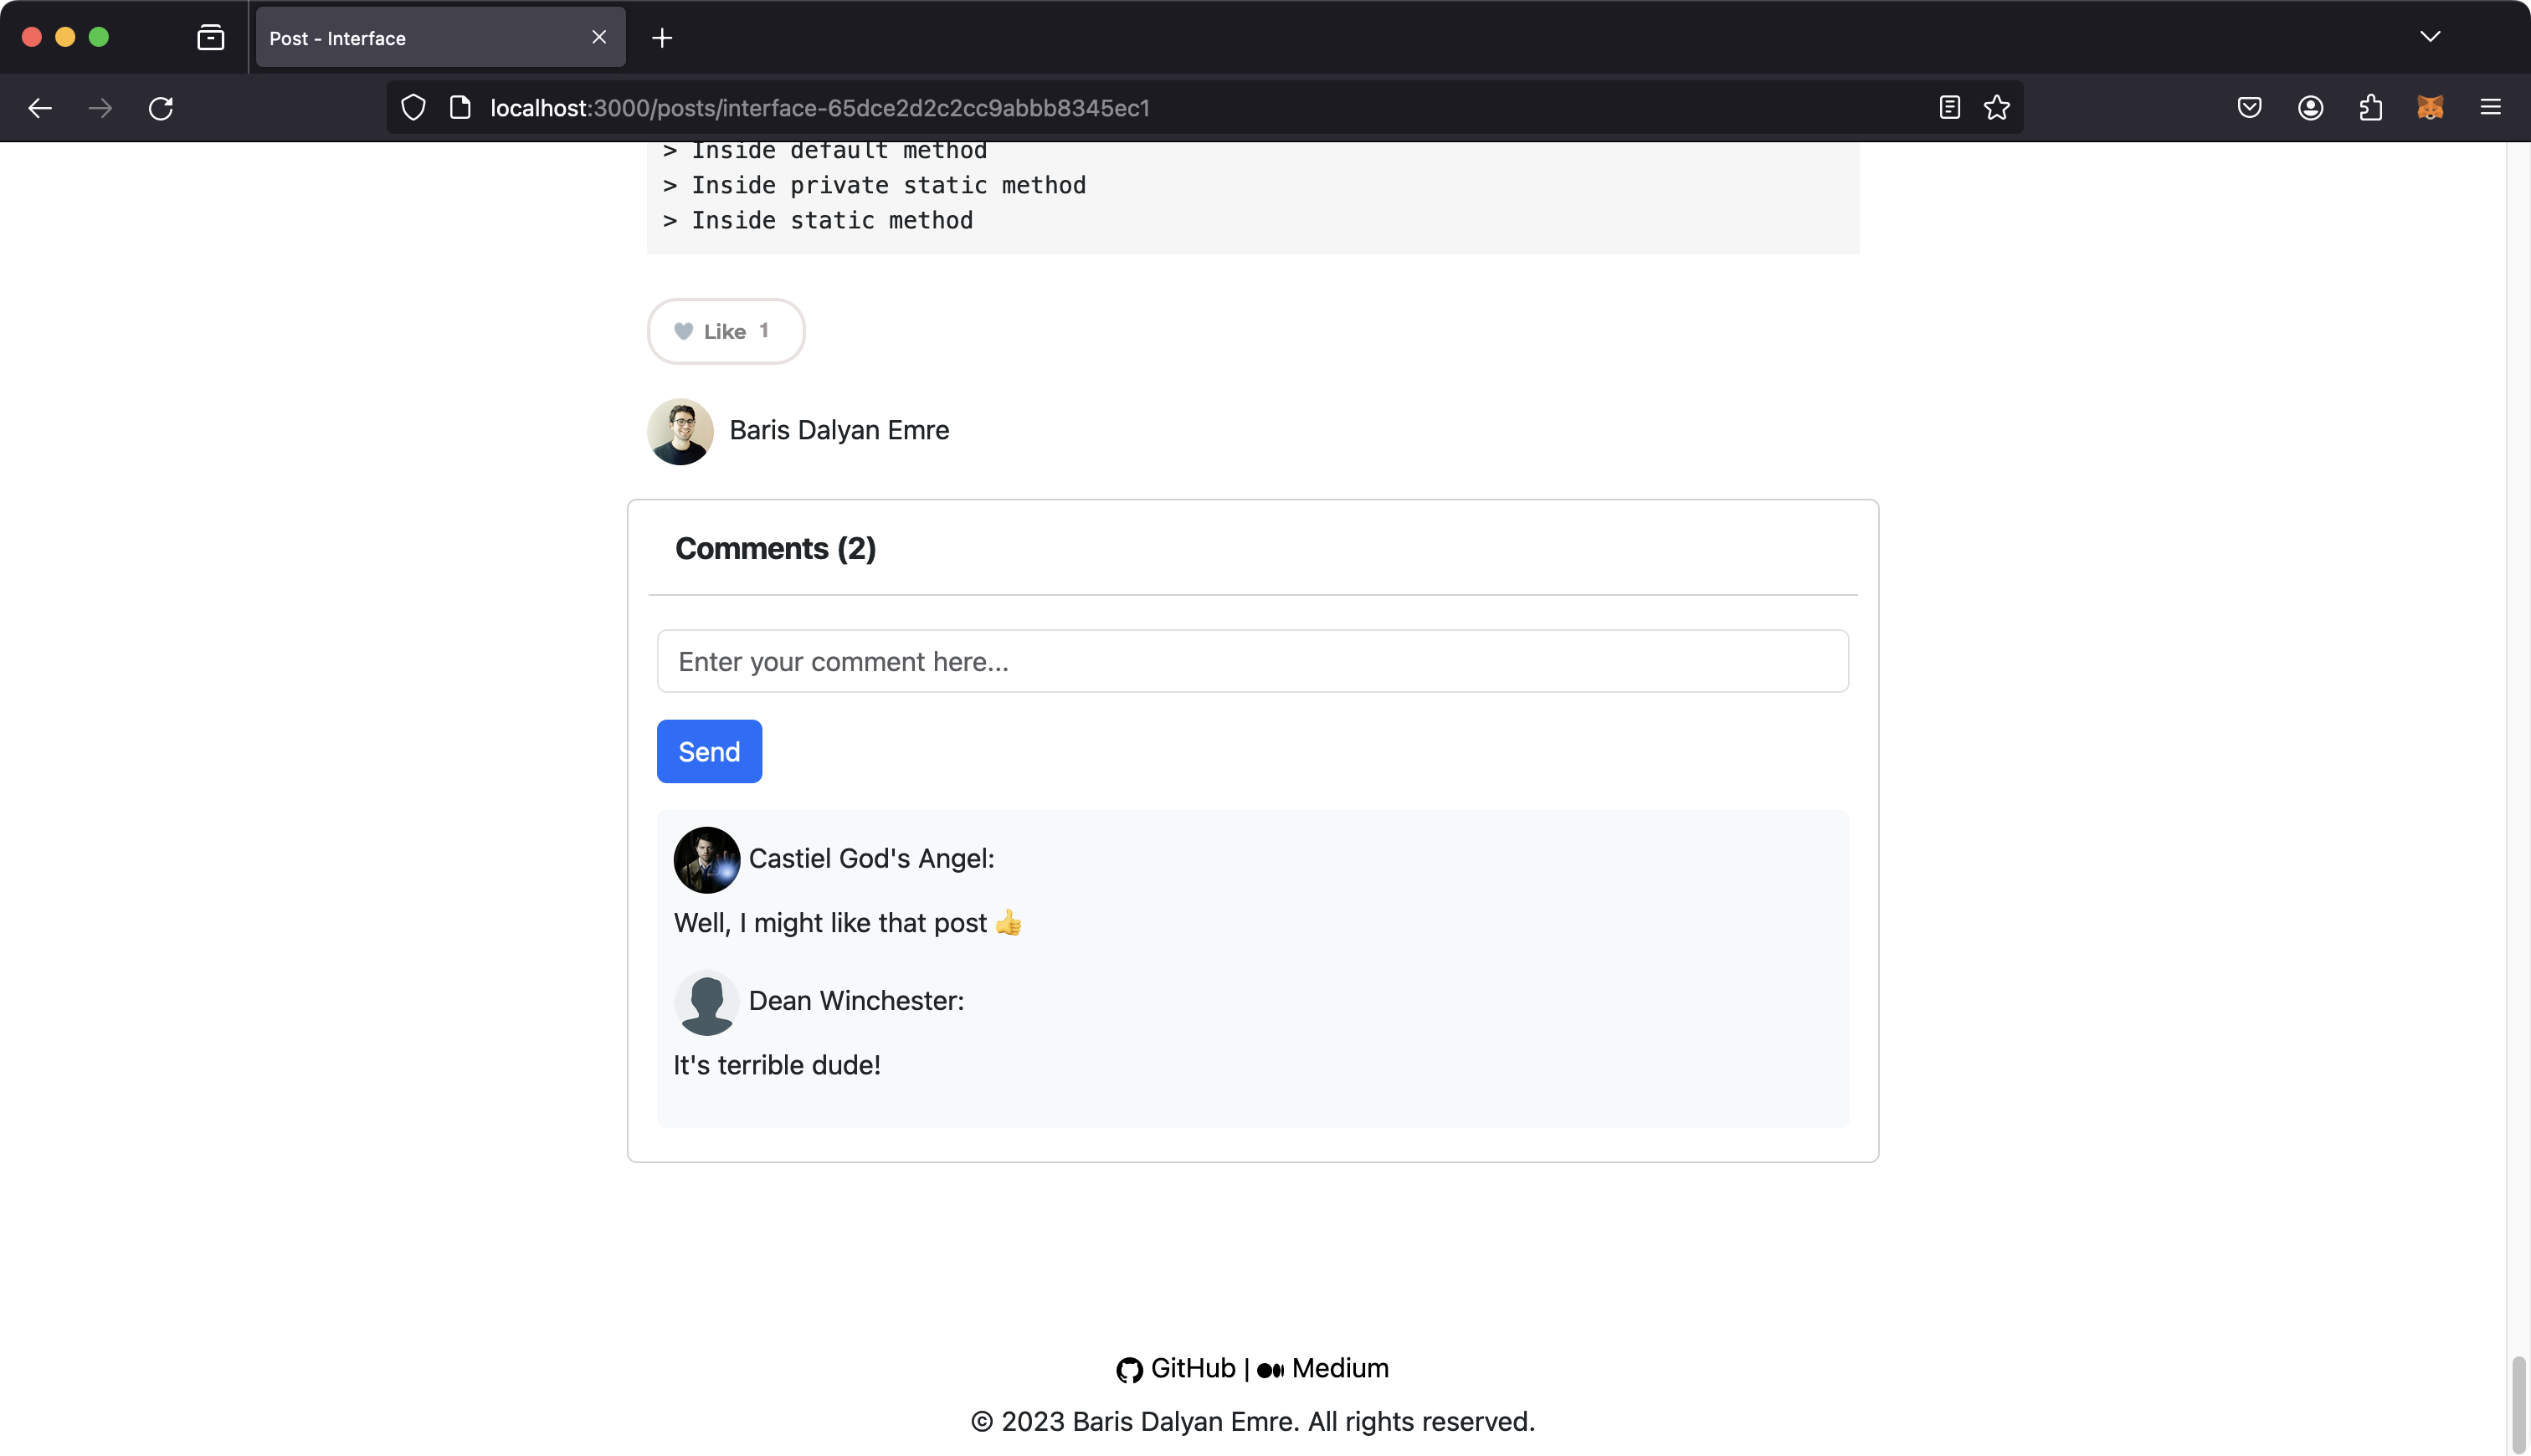 Post - Interface
localhost:3000/posts/interface-65dce2d2c2cc9abbb8345ec1
> Inside default method
> Inside private static method
> Inside static method
Like 1
Baris Dalyan Emre
Comments (2)
Enter your comment here...
Send
Castiel God's Angel:
Well, I might like that post 👍
Dean Winchester:
It's terrible dude!
GitHub | Medium
© 2023 Baris Dalyan Emre. All rights reserved.